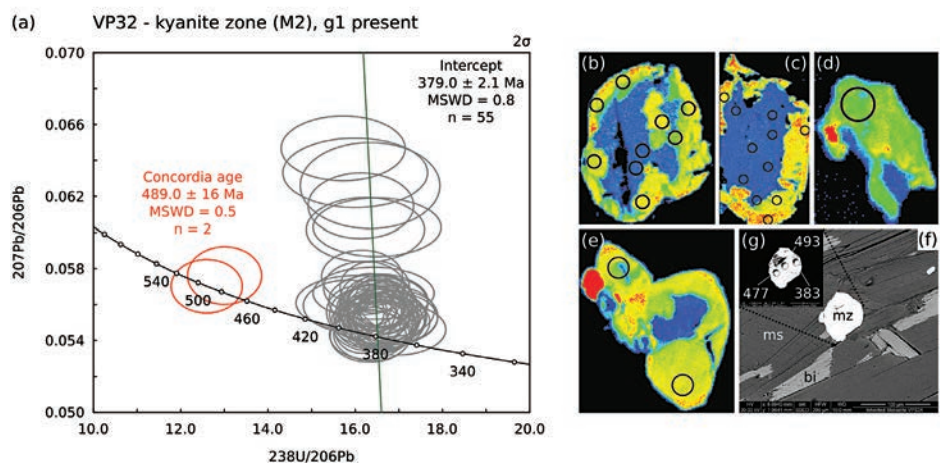 (a) VP32 - kyanite zone (M2), g1 present
2σ
0.070
0.066
0.062
0.058
0.054
0.050
207Pb/206Pb
Intercept
379.0 ± 2.1 Ma
MSWD = 0.8
n = 55
Concordia age
489.0 ± 16 Ma
MSWD = 0.5
n = 2
540
500
460
420
380
340
10.0 12.0 14.0 16.0 18.0 20.0
238U/206Pb
(b)
(c)
(d)
(e)
(g) 493 (f)
477 383
mz
ms
bi